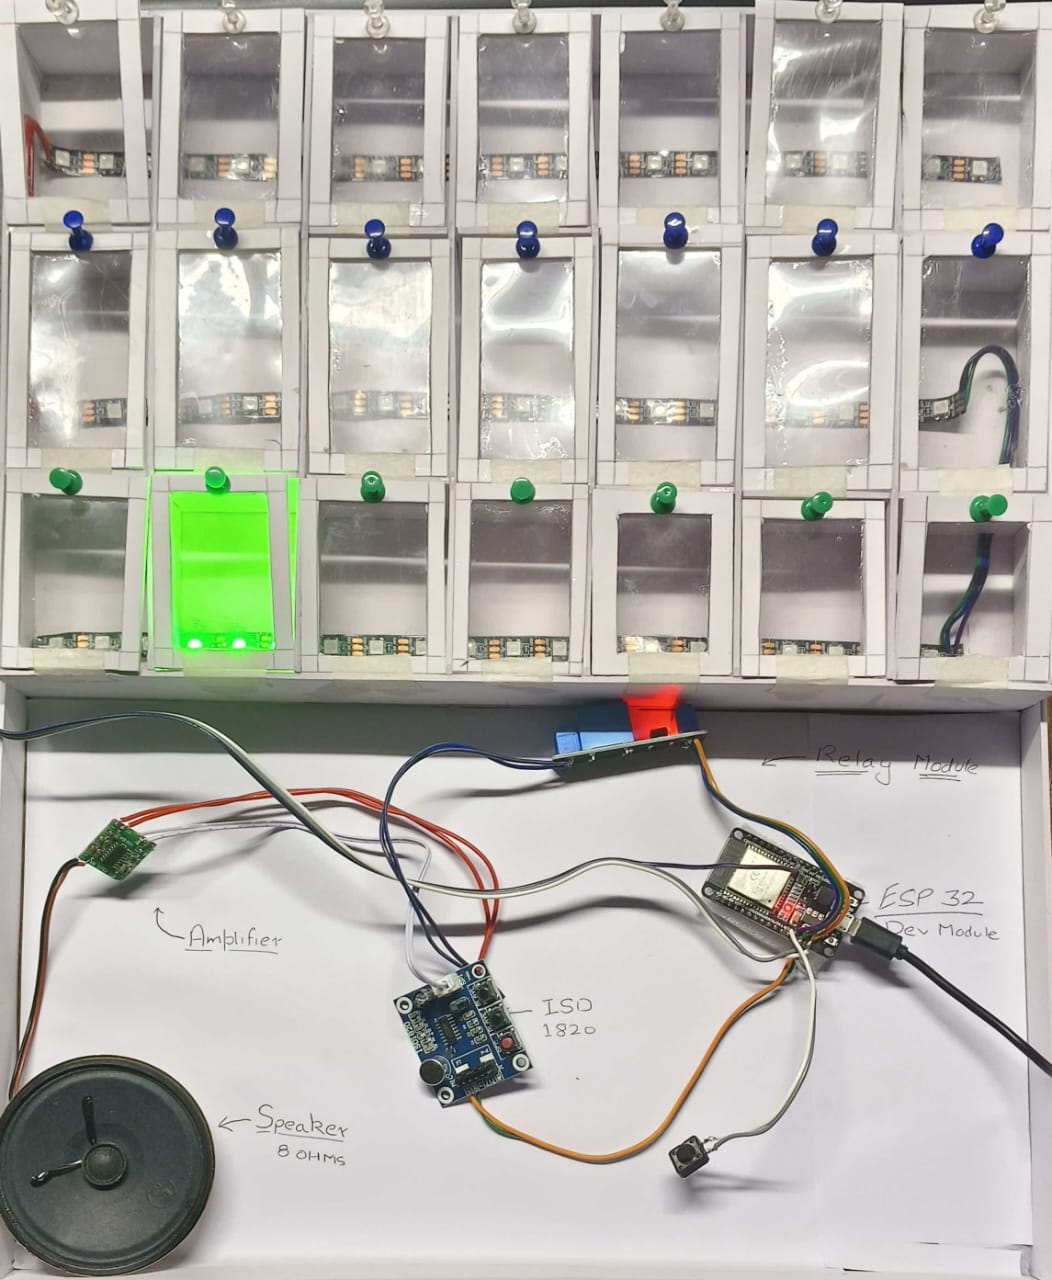 Relay Module
ESP 32
Dev Module
Amplifier
ISD
1820
Speaker
8 OHMS